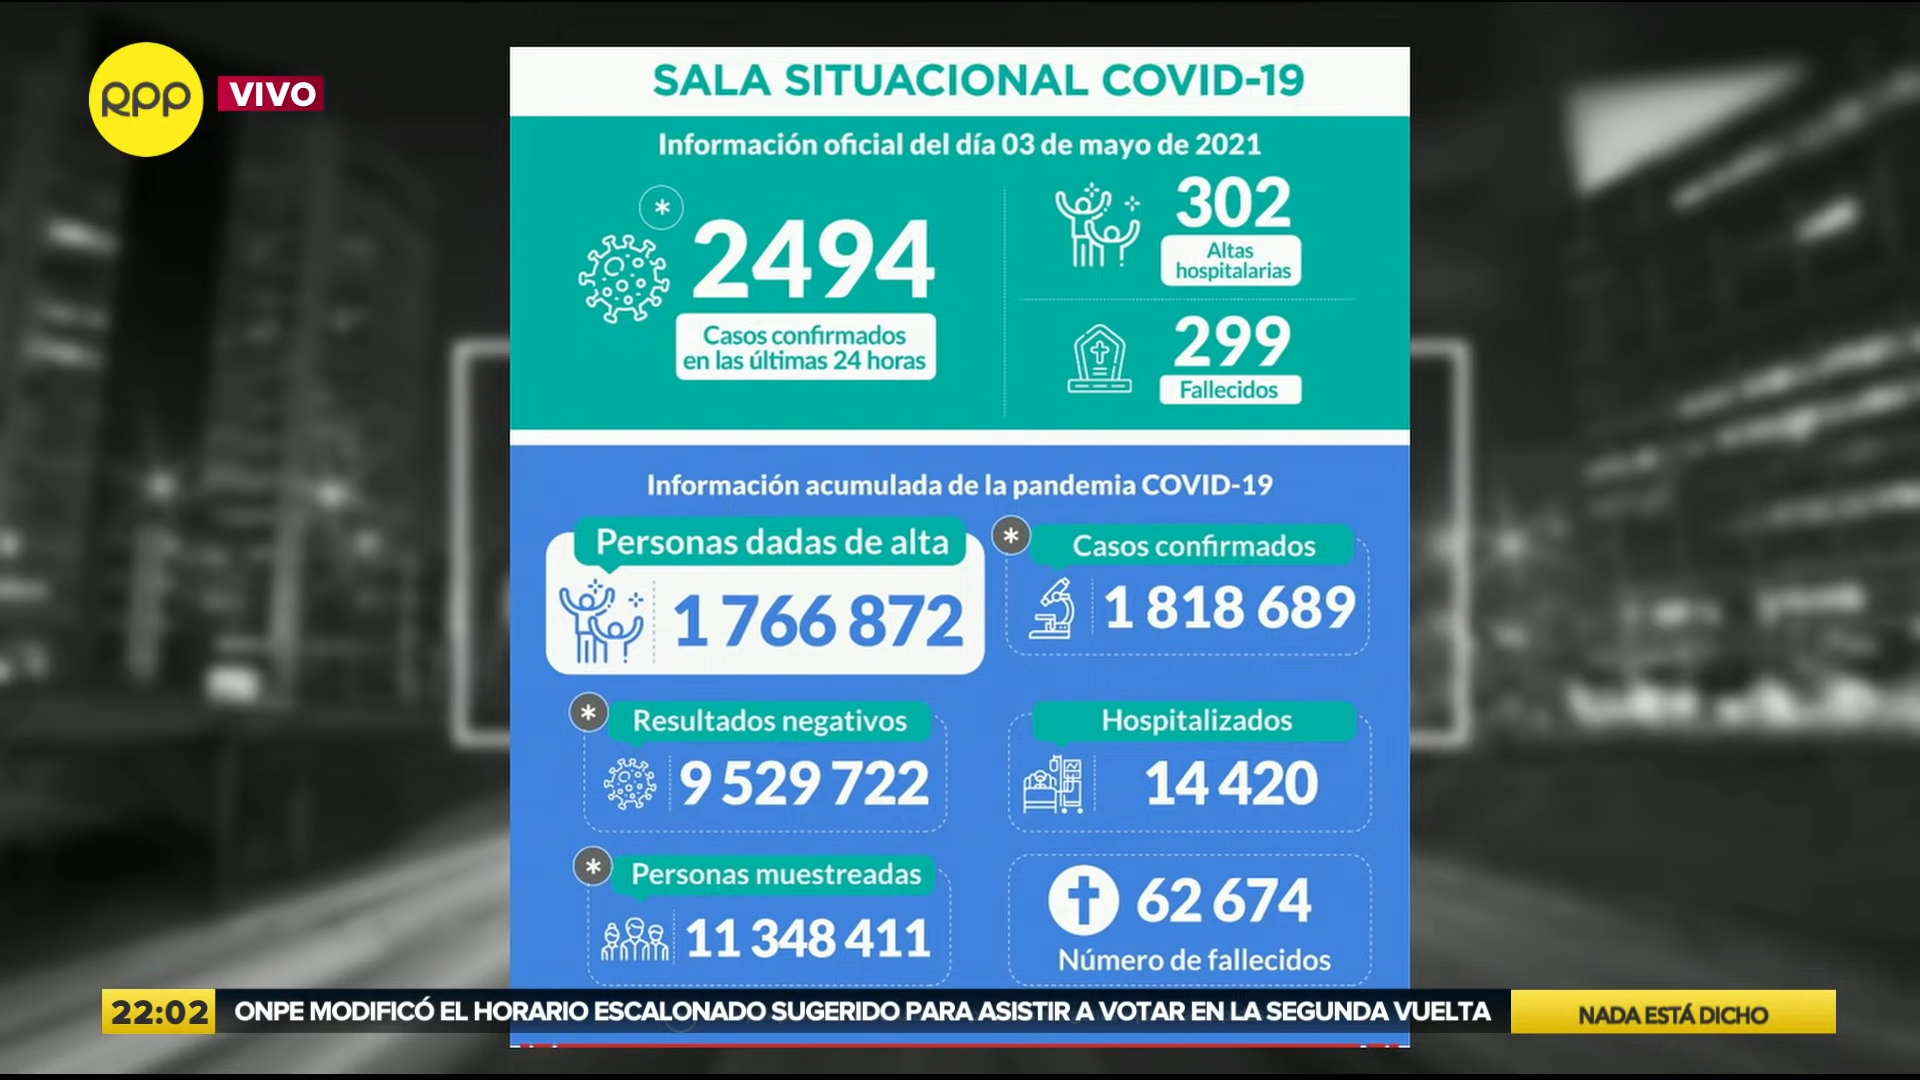 RPP
VIVO
SALA SITUACIONAL COVID-19
Información oficial del día 03 de mayo de 2021
*
2494
Casos confirmados
en las últimas 24 horas
302
Altas
hospitalarias
299
Fallecidos
Información acumulada de la pandemia COVID-19
Personas dadas de alta
1 766 872
*
Casos confirmados
1 818 689
*
Resultados negativos
9 529 722
Hospitalizados
14 420
*
Personas muestreadas
11 348 411
62 674
Número de fallecidos
22:02
ONPE MODIFICÓ EL HORARIO ESCALONADO SUGERIDO PARA ASISTIR A VOTAR EN LA SEGUNDA VUELTA
NADA ESTÁ DICHO